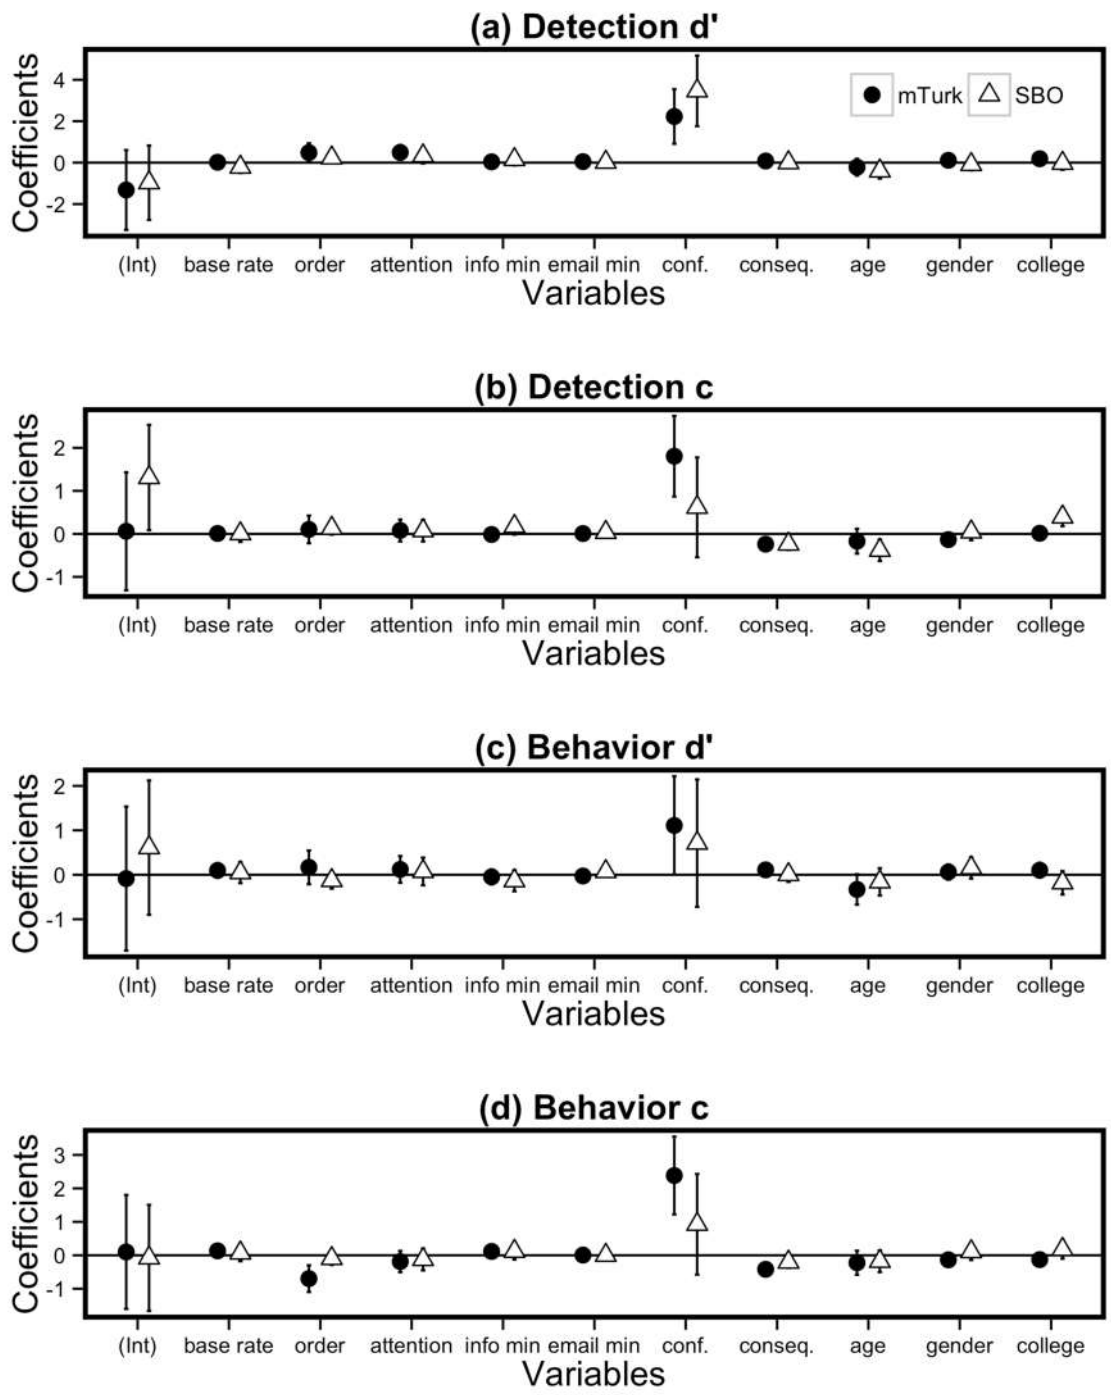 (a) Detection d'
Coefficients
4
2
0
-2
mTurk SBO
(Int) base rate order attention info min email min conf. conseq. age gender college
Variables
(b) Detection c
Coefficients
2
1
0
-1
(Int) base rate order attention info min email min conf. conseq. age gender college
Variables
(c) Behavior d'
Coefficients
2
1
0
-1
(Int) base rate order attention info min email min conf. conseq. age gender college
Variables
(d) Behavior c
Coefficients
3
2
1
0
-1
(Int) base rate order attention info min email min conf. conseq. age gender college
Variables